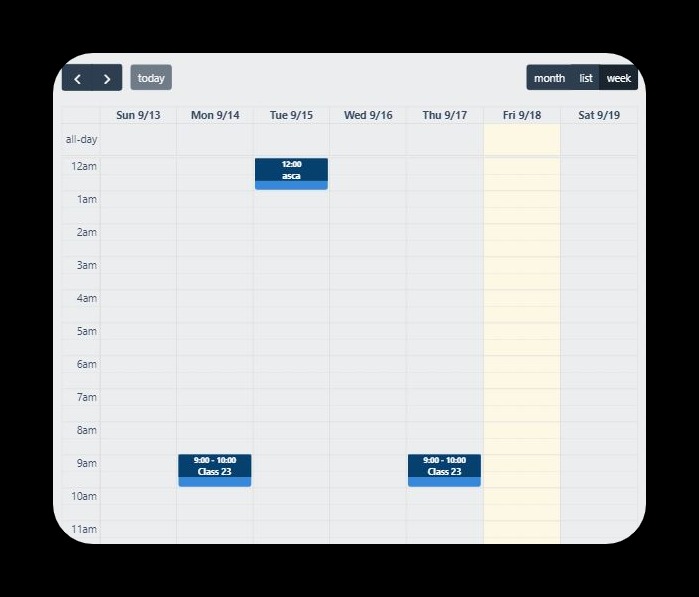 today
month list week
Sun 9/13 Mon 9/14 Tue 9/15 Wed 9/16 Thu 9/17 Fri 9/18 Sat 9/19
all-day
12am
12:00
asca
1am
2am
3am
4am
5am
6am
7am
8am
9am
9:00 - 10:00 9:00 - 10:00
Class 23 Class 23
10am
11am